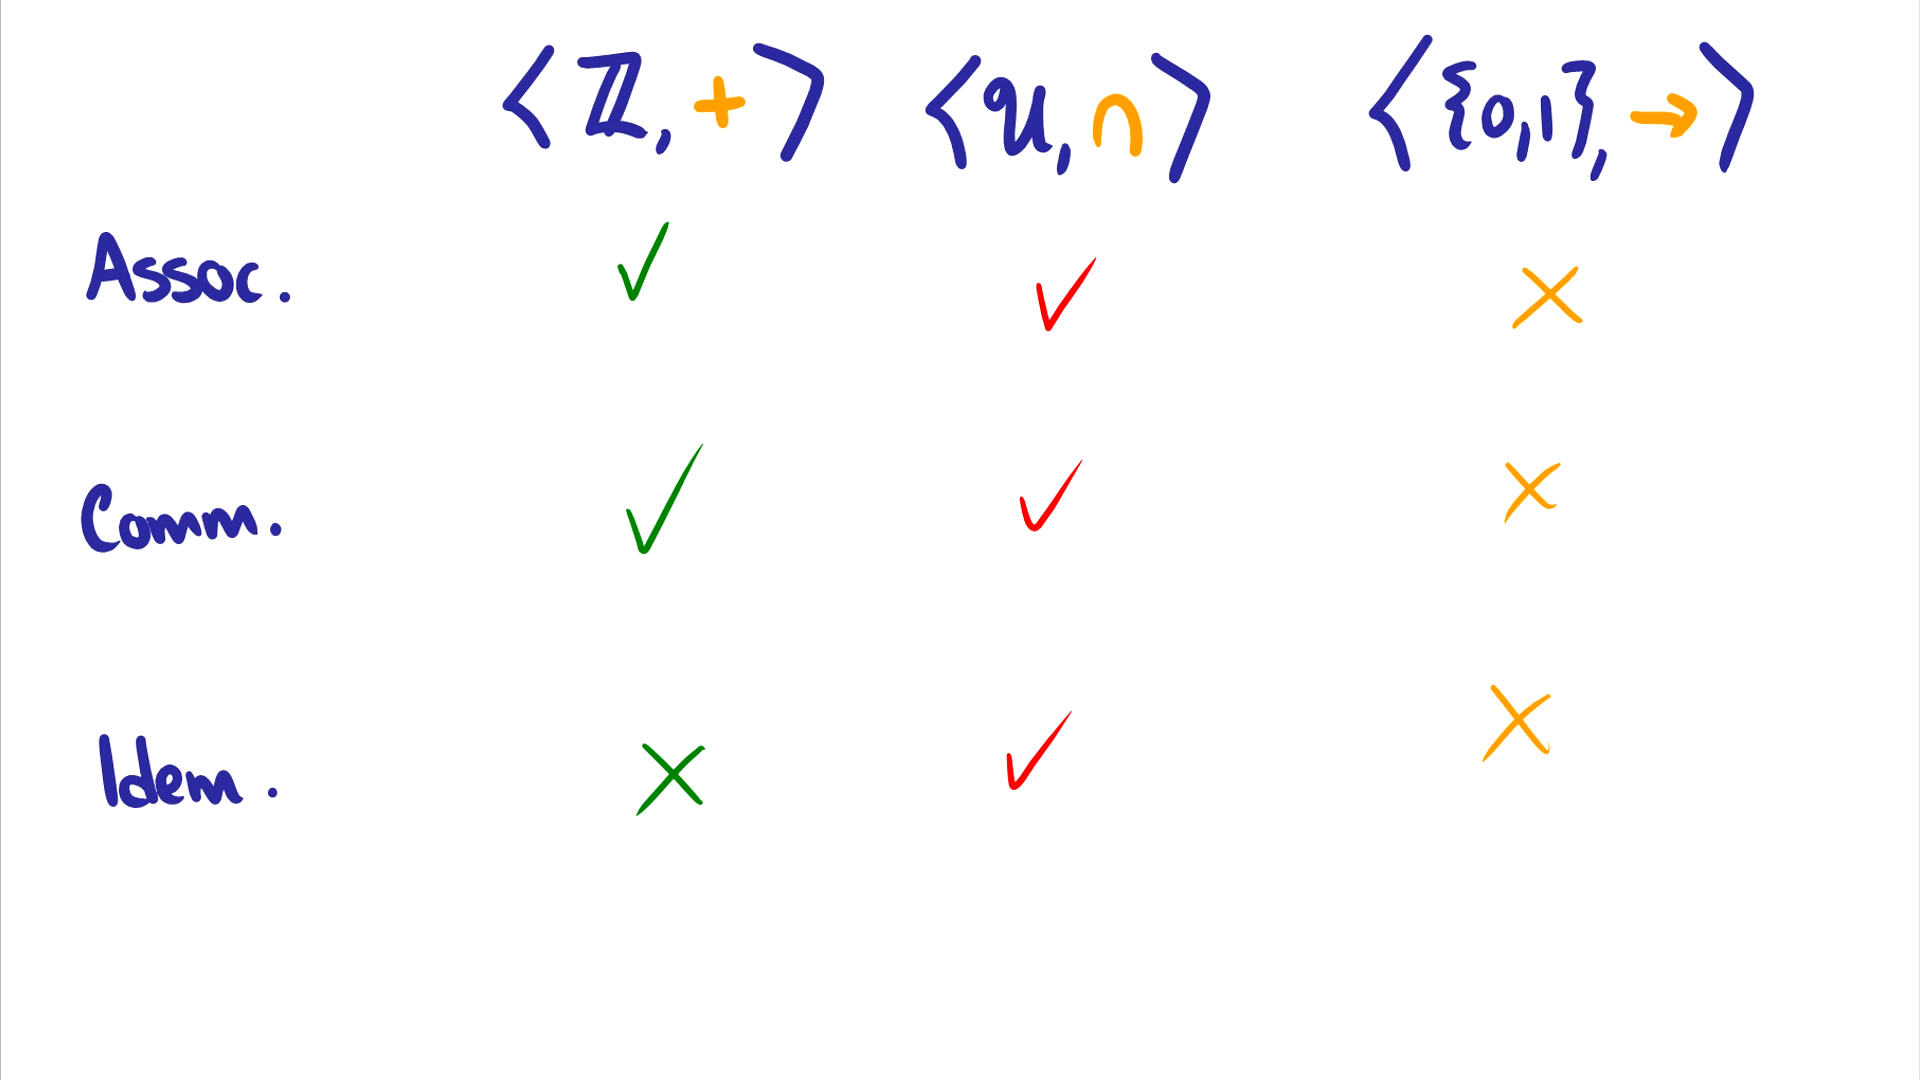 ⟨ℤ, +⟩ ⟨𝒰, ∩⟩ ⟨{0,1}, →⟩
Assoc. ✓ ✓ ✗
Comm. ✓ ✓ ✗
Idem. ✗ ✓ ✗